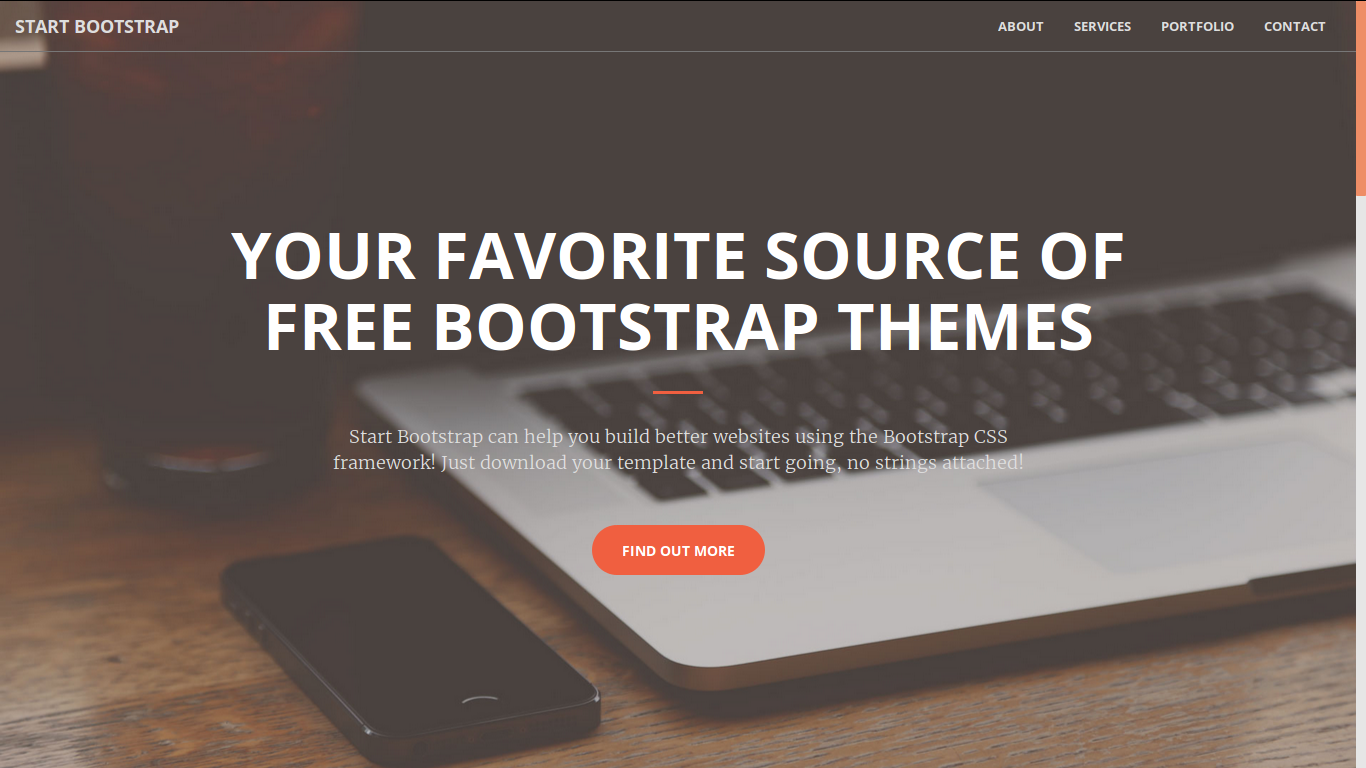 START BOOTSTRAP
ABOUT SERVICES PORTFOLIO CONTACT
YOUR FAVORITE SOURCE OF
FREE BOOTSTRAP THEMES
Start Bootstrap can help you build better websites using the Bootstrap CSS
framework! Just download your template and start going, no strings attached!
FIND OUT MORE